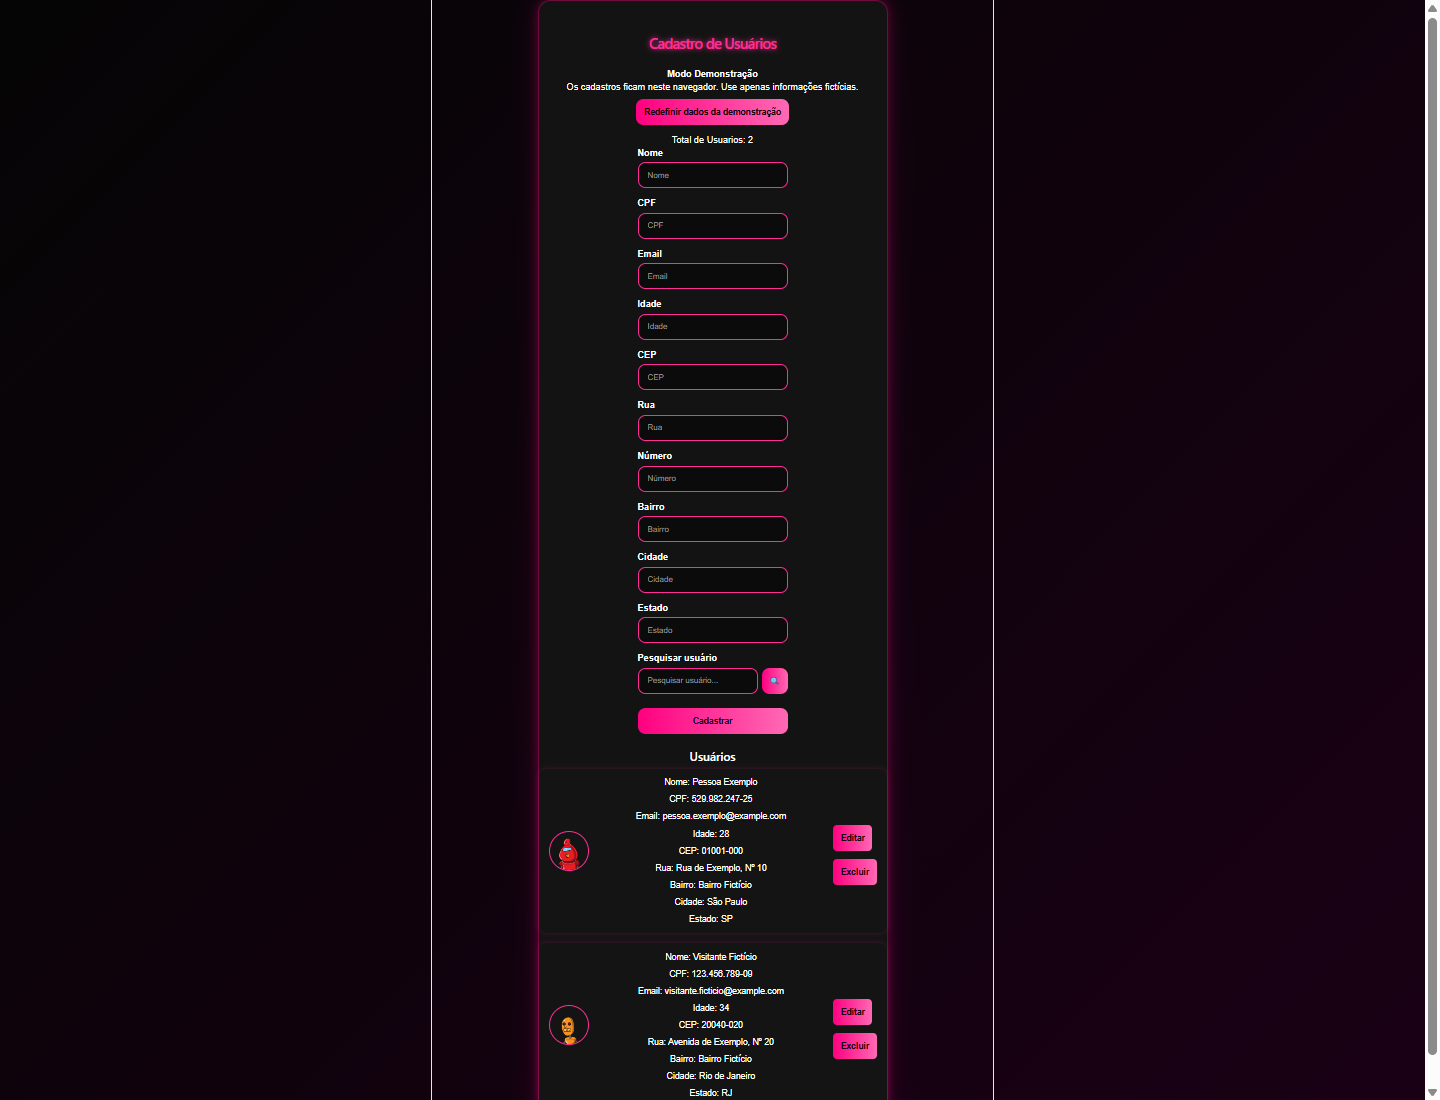 Cadastro de Usuários
Modo Demonstração
Os cadastros ficam neste navegador. Use apenas informações fictícias.
Redefinir dados da demonstração
Total de Usuarios: 2
Nome
Nome
CPF
CPF
Email
Email
Idade
Idade
CEP
CEP
Rua
Rua
Número
Número
Bairro
Bairro
Cidade
Cidade
Estado
Estado
Pesquisar usuário
Pesquisar usuário...
Cadastrar
Usuários
Nome: Pessoa Exemplo
CPF: 529.982.247-25
Email: pessoa.exemplo@example.com
Idade: 28
CEP: 01001-000
Rua: Rua de Exemplo, Nº 10
Bairro: Bairro Fictício
Cidade: São Paulo
Estado: SP
Editar
Excluir
Nome: Visitante Fictício
CPF: 123.456.789-09
Email: visitante.ficticio@example.com
Idade: 34
CEP: 20040-020
Rua: Avenida de Exemplo, Nº 20
Bairro: Bairro Fictício
Cidade: Rio de Janeiro
Estado: RJ
Editar
Excluir